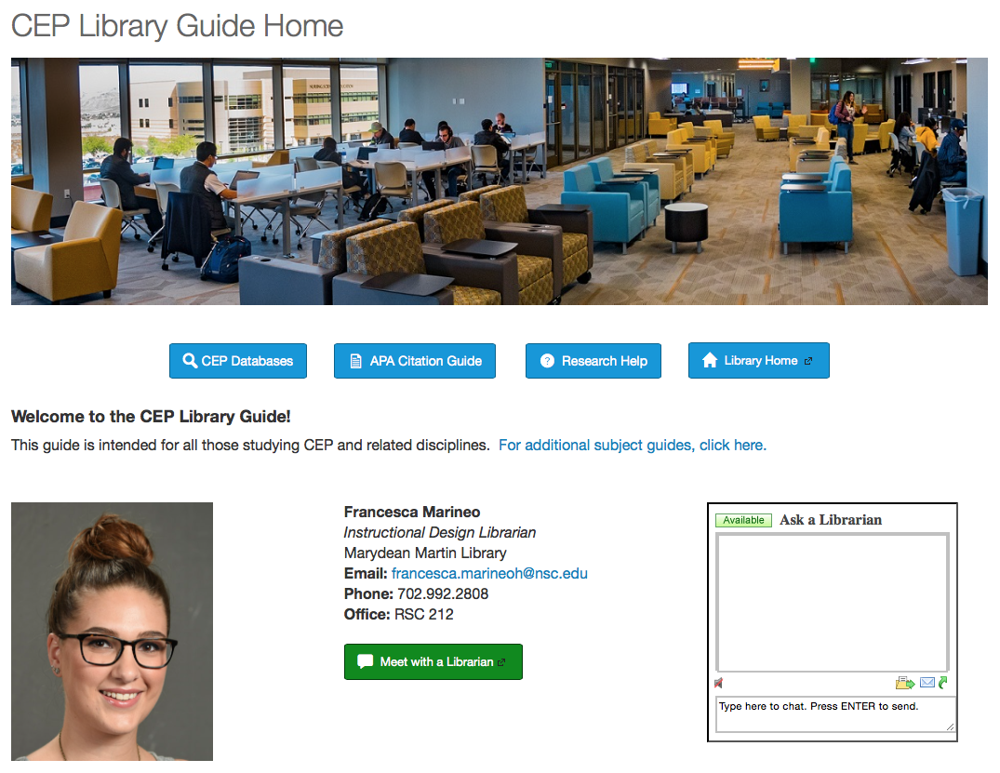 CEP Library Guide Home
CEP Databases
APA Citation Guide
Research Help
Library Home
Welcome to the CEP Library Guide!
This guide is intended for all those studying CEP and related disciplines. For additional subject guides, click here.
Francesca Marineo
Instructional Design Librarian
Marydean Martin Library
Email: francesca.marineoh@nsc.edu
Phone: 702.992.2808
Office: RSC 212
Meet with a Librarian
Available Ask a Librarian
Type here to chat. Press ENTER to send.